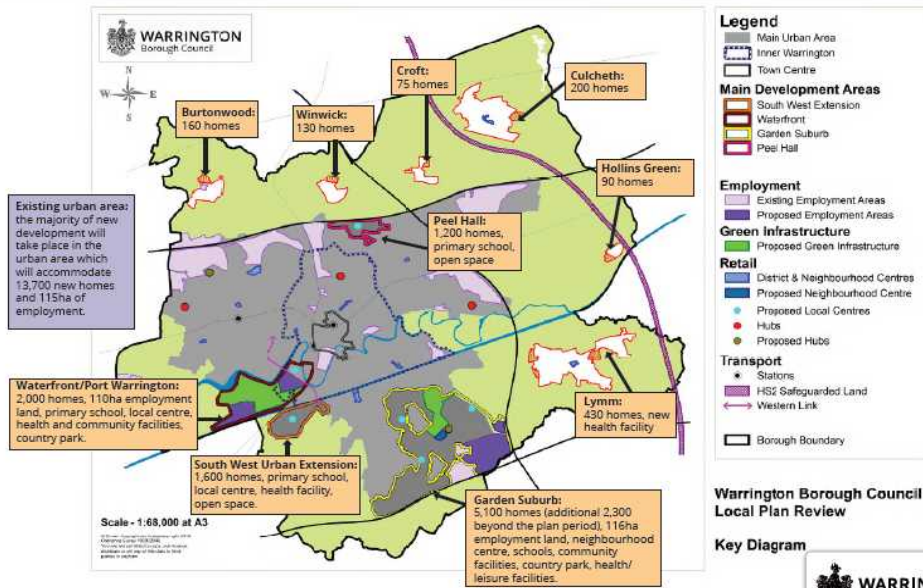 WARRINGTON
Borough Council
N
W
E
S
Burtonwood:
160 homes
Winwick:
130 homes
Croft:
75 homes
Culcheth:
200 homes
Hollins Green:
90 homes
Existing urban area:
the majority of new
development will
take place in the
urban area which
will accommodate
13,700 new homes
and 115ha of
employment.
Peel Hall:
1,200 homes,
primary school,
open space
Waterfront/Port Warrington:
2,000 homes, 110ha employment
land, primary school, local centre,
health and community facilities,
country park.
Lymm:
430 homes, new
health facility
South West Urban Extension:
1,600 homes, primary school,
local centre, health facility,
open space.
Garden Suburb:
5,100 homes (additional 2,300
beyond the plan period), 116ha
employment land, neighbourhood
centre, schools, community
facilities, country park, health/
leisure facilities.
Scale - 1:68,000 at A3
Legend
Main Urban Area
Inner Warrington
Town Centre
Main Development Areas
South West Extension
Waterfront
Garden Suburb
Peel Hall
Employment
Existing Employment Areas
Proposed Employment Areas
Green Infrastructure
Proposed Green Infrastructure
Retail
District & Neighbourhood Centres
Proposed Neighbourhood Centre
Proposed Local Centres
Hubs
Proposed Hubs
Transport
Stations
HS2 Safeguarded Land
Western Link
Borough Boundary
Warrington Borough Council
Local Plan Review
Key Diagram